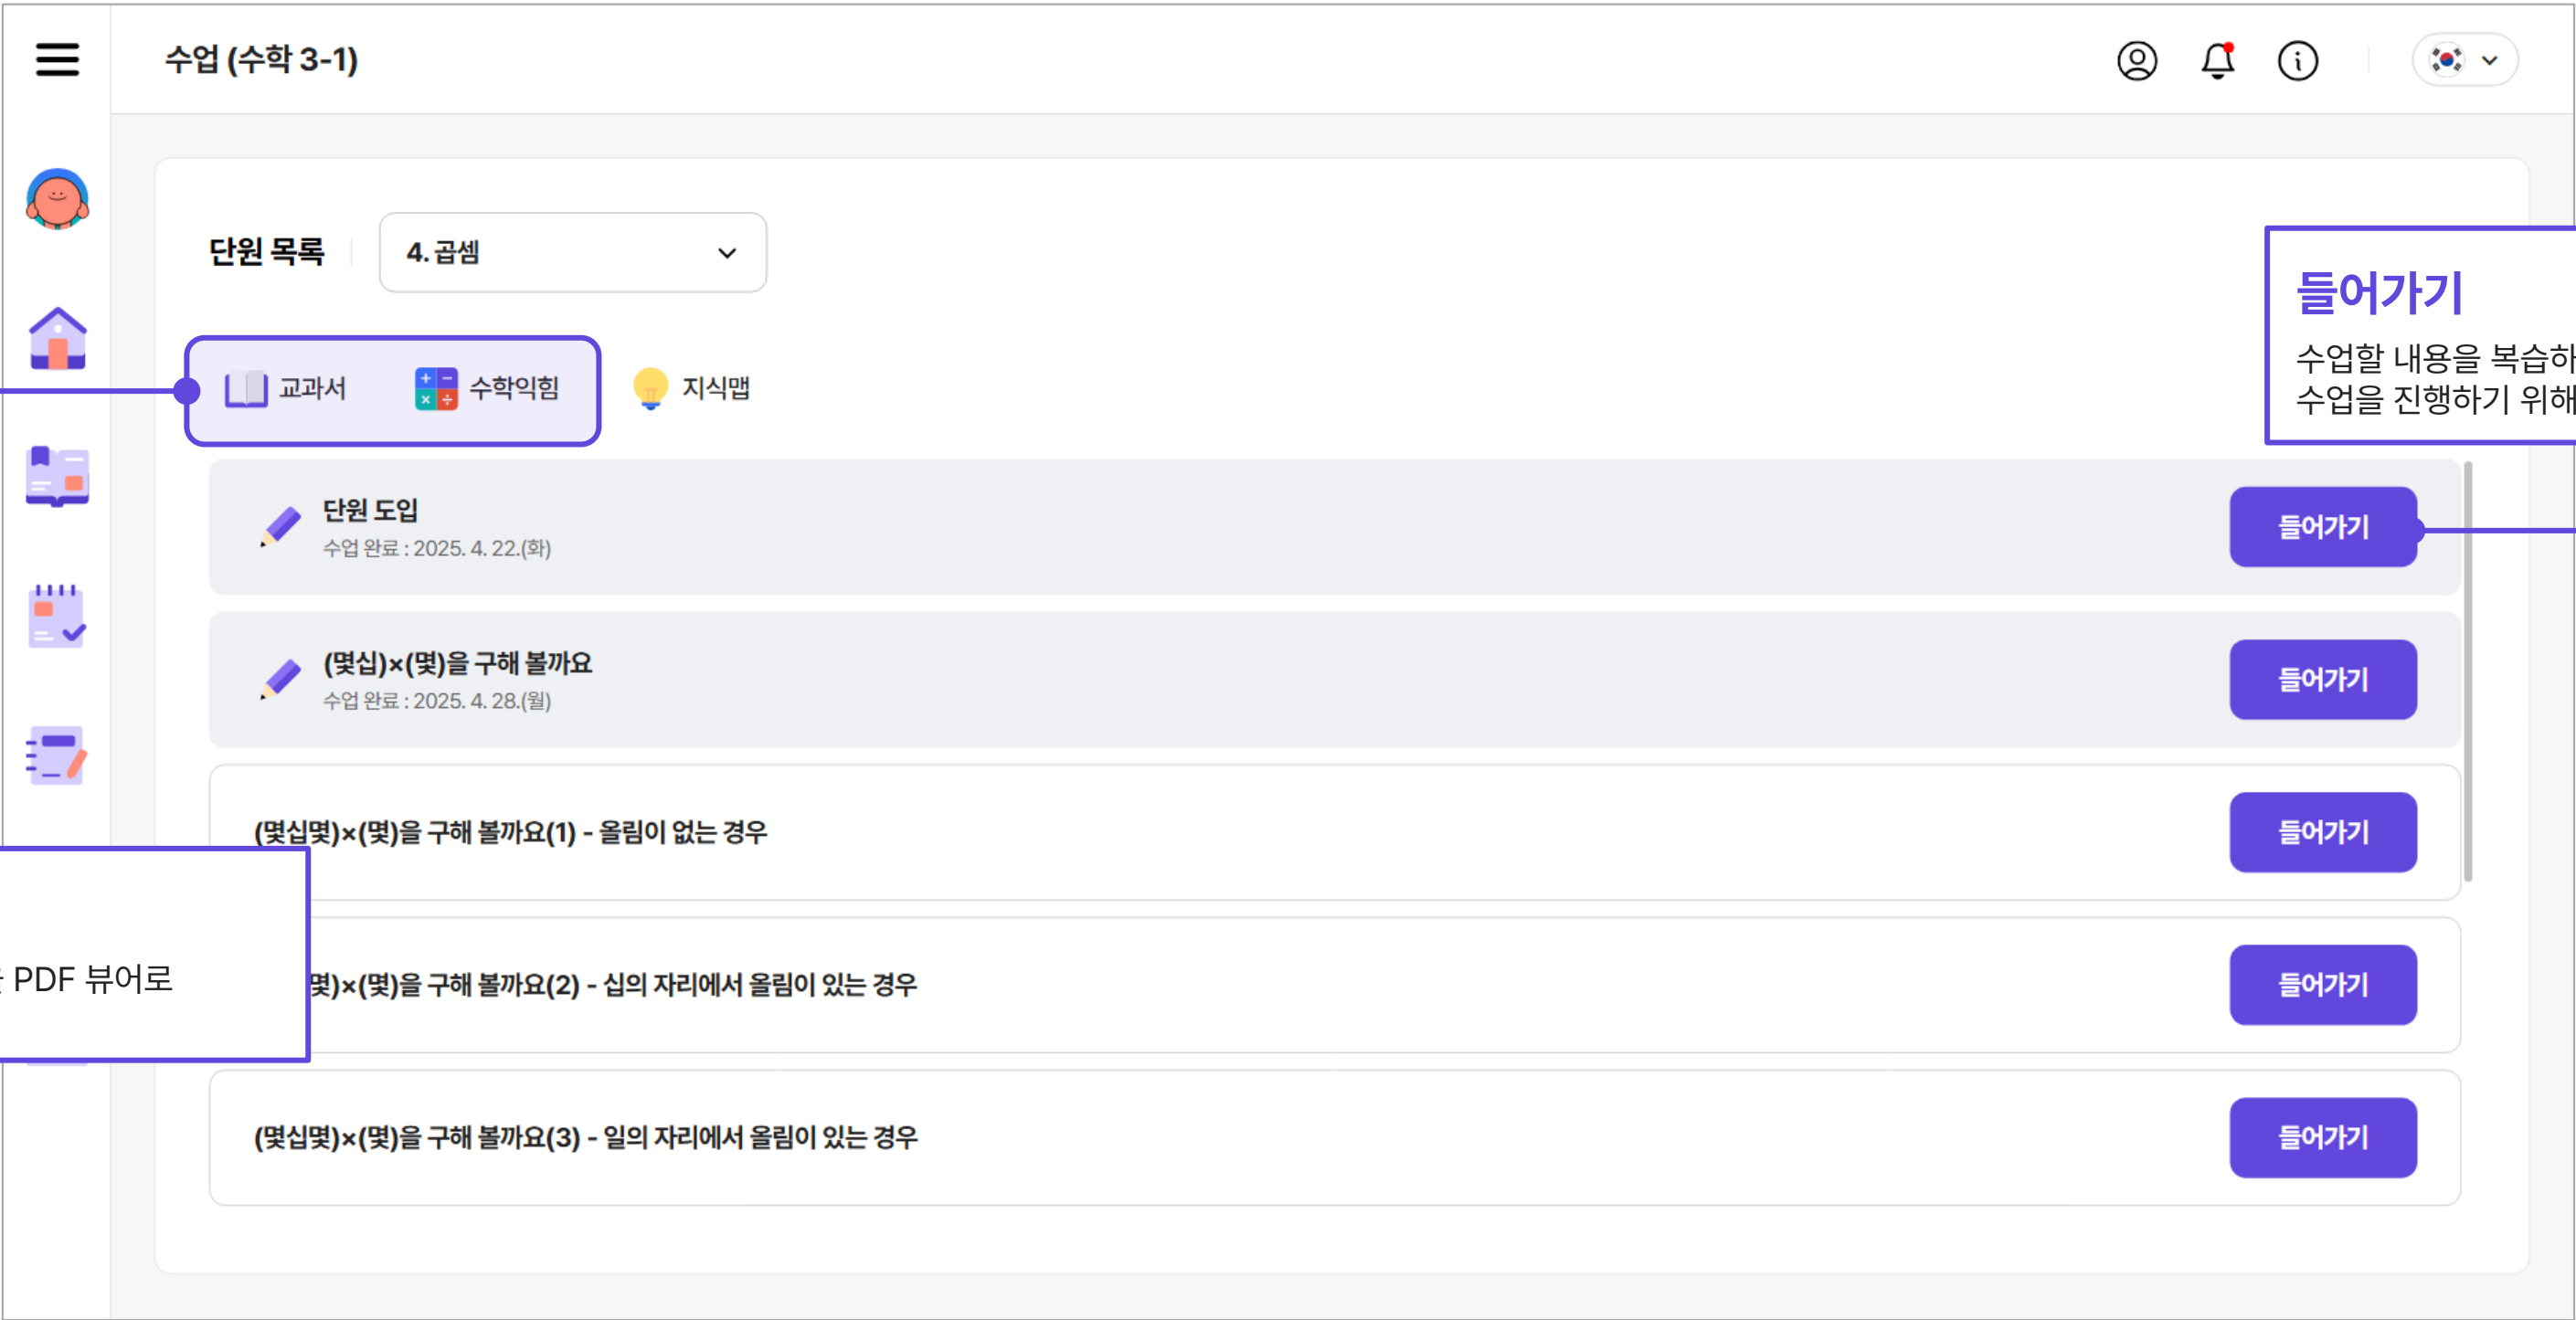 수업 (수학 3-1)
단원 목록
4. 곱셈
들어가기
수업할 내용을 복습하
수업을 진행하기 위해
교과서
수학익힘
지식맵
단원 도입
수업 완료 : 2025. 4. 22.(화)
들어가기
(몇십)×(몇)을 구해 볼까요
수업 완료 : 2025. 4. 28.(월)
들어가기
(몇십몇)×(몇)을 구해 볼까요(1) - 올림이 없는 경우
들어가기
PDF 뷰어로
몇)×(몇)을 구해 볼까요(2) - 십의 자리에서 올림이 있는 경우
들어가기
(몇십몇)×(몇)을 구해 볼까요(3) - 일의 자리에서 올림이 있는 경우
들어가기